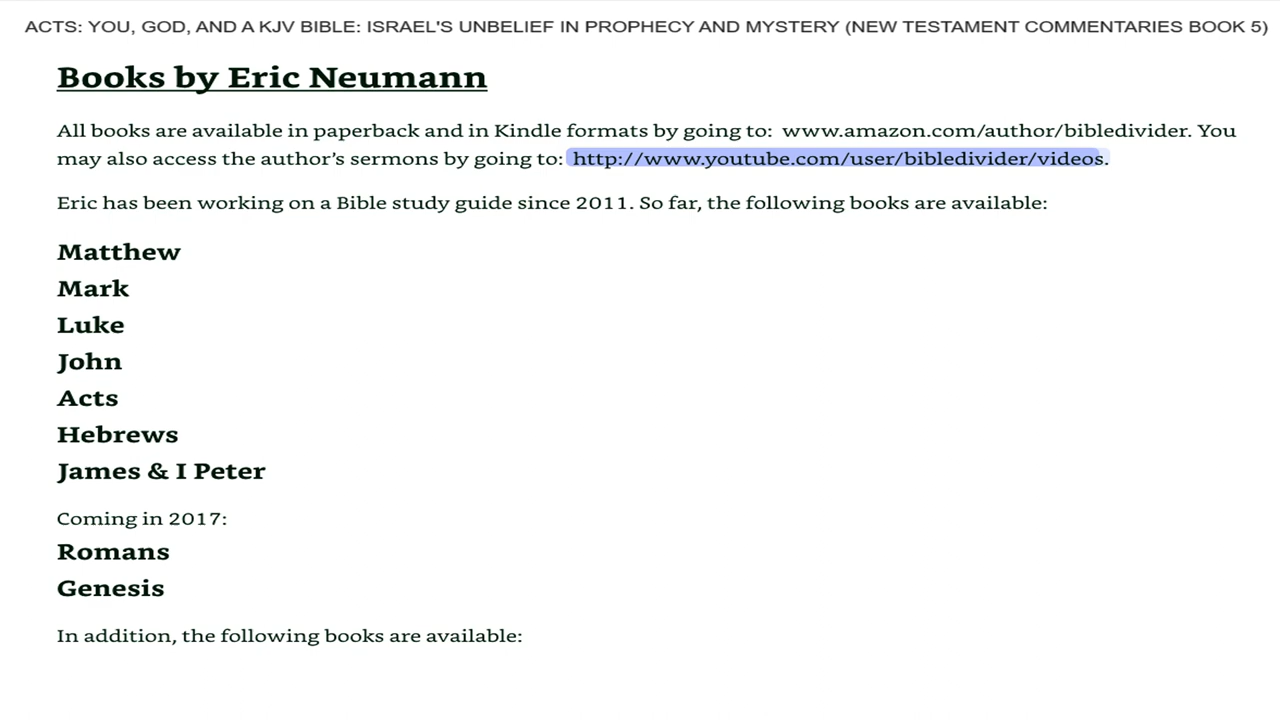 ACTS: YOU, GOD, AND A KJV BIBLE: ISRAEL'S UNBELIEF IN PROPHECY AND MYSTERY (NEW TESTAMENT COMMENTARIES BOOK 5)
Books by Eric Neumann
All books are available in paperback and in Kindle formats by going to:  www.amazon.com/author/bibledivider. You
may also access the author’s sermons by going to: http://www.youtube.com/user/bibledivider/videos.
Eric has been working on a Bible study guide since 2011. So far, the following books are available:
Matthew
Mark
Luke
John
Acts
Hebrews
James & I Peter
Coming in 2017:
Romans
Genesis
In addition, the following books are available: